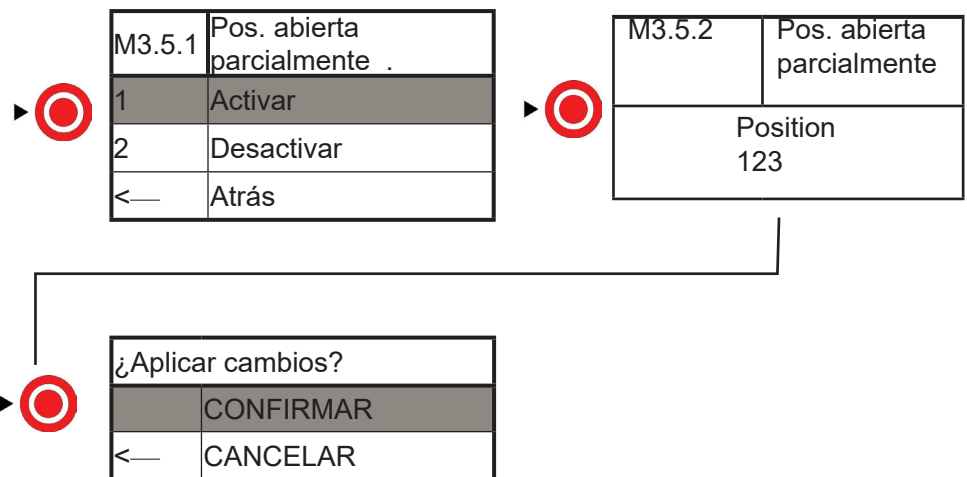 M3.5.1 Pos. abierta
parcialmente .
1 Activar
2 Desactivar
<— Atrás
M3.5.2 Pos. abierta
parcialmente
Position
123
¿Aplicar cambios?
CONFIRMAR
<— CANCELAR